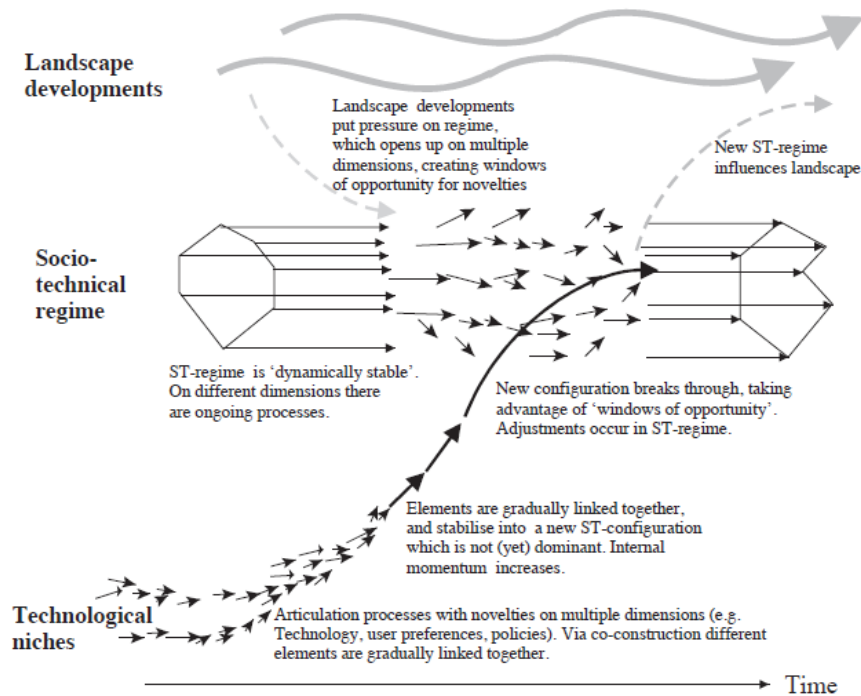 Landscape
developments
Landscape developments
put pressure on regime,
which opens up on multiple
dimensions, creating windows
of opportunity for novelties
New ST-regime
influences landscape
Socio-
technical
regime
ST-regime is ‘dynamically stable’.
On different dimensions there
are ongoing processes.
New configuration breaks through, taking
advantage of ‘windows of opportunity’.
Adjustments occur in ST-regime.
Elements are gradually linked together,
and stabilise into a new ST-configuration
which is not (yet) dominant. Internal
momentum increases.
Technological
niches
Articulation processes with novelties on multiple dimensions (e.g.
Technology, user preferences, policies). Via co-construction different
elements are gradually linked together.
Time